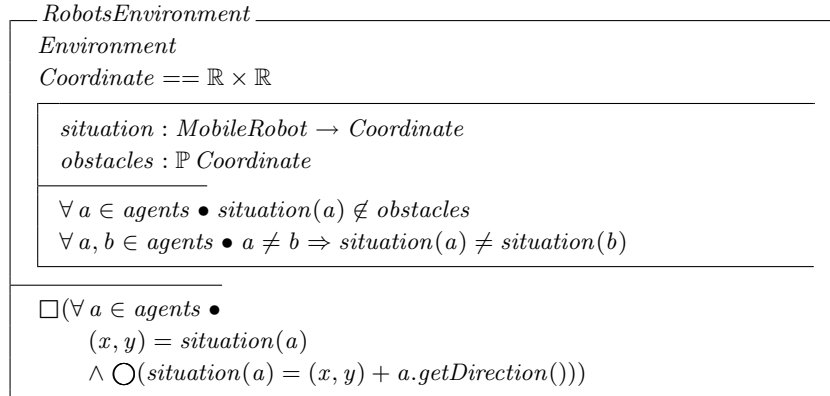 RobotsEnvironment
Environment
Coordinate == ℝ × ℝ
situation : MobileRobot → Coordinate
obstacles : ℙ Coordinate
∀ a ∈ agents • situation(a) ∉ obstacles
∀ a, b ∈ agents • a ≠ b ⇒ situation(a) ≠ situation(b)
□(∀ a ∈ agents •
(x, y) = situation(a)
∧ ◯(situation(a) = (x, y) + a.getDirection()))